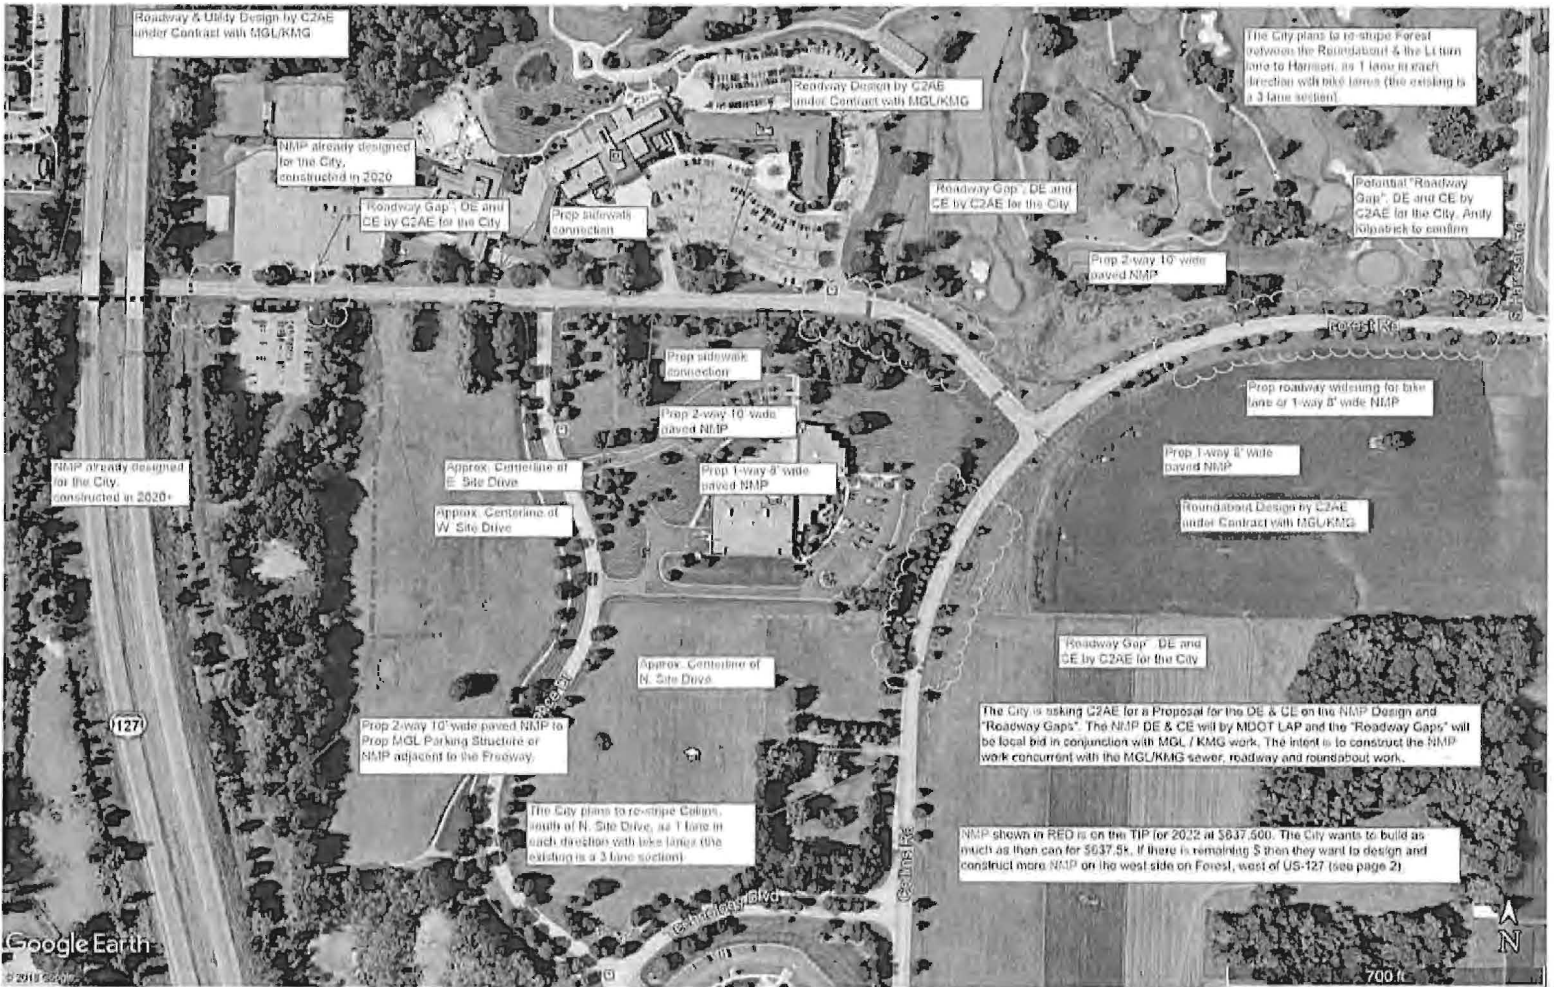 Roadway & Utility Design by C2AE
under Contract with MGL/KMG
The City plans to re-stripe Forest
between the Roundabout & the Lt turn
lane to Harrison, as 1 lane in each
direction with bike lanes (the existing is
a 3 lane section)
Roadway Design by C2AE
under Contract with MGL/KMG
NMP already designed
for the City,
constructed in 2020
"Roadway Gap", DE and
CE by C2AE for the City
Prop sidewalk
connection
"Roadway Gap", DE and
CE by C2AE for the City
Potential "Roadway
Gap", DE and CE by
C2AE for the City, Andy
Kilpatrick to confirm
Prop 2-way 10' wide
paved NMP
S Harrison Rd
Forest Rd
Prop sidewalk
connection
Prop roadway widening for bike
lane or 1-way 8' wide NMP
Prop 2-way 10' wide
paved NMP
Prop 1-way 8' wide
paved NMP
NMP already designed
for the City,
constructed in 2020+
Approx. Centerline of
E. Site Drive
Prop 1-way 8' wide
paved NMP
Approx. Centerline of
W. Site Drive
Roundabout Design by C2AE
under Contract with MGL/KMG
"Roadway Gap" DE and
CE by C2AE for the City
Approx. Centerline of
N. Site Drive
127
Prop 2-way 10' wide paved NMP to
Prop MGL Parking Structure or
NMP adjacent to the Freeway.
The City is asking C2AE for a Proposal for the DE & CE on the NMP Design and
"Roadway Gaps". The NMP DE & CE will by MDOT LAP and the "Roadway Gaps" will
be local bid in conjunction with MGL / KMG work. The intent is to construct the NMP
work concurrent with the MGL/KMG sewer, roadway and roundabout work.
The City plans to re-stripe Collins,
south of N. Site Drive, as 1 lane in
each direction with bike lanes (the
existing is a 3 lane section)
NMP shown in RED is on the TIP for 2022 at $637,500. The City wants to build as
much as then can for $637.5k. If there is remaining $ then they want to design and
construct more NMP on the west side on Forest, west of US-127 (see page 2)
Collins Rd
Technology Blvd
Google Earth
© 2018 Google
N
700 ft